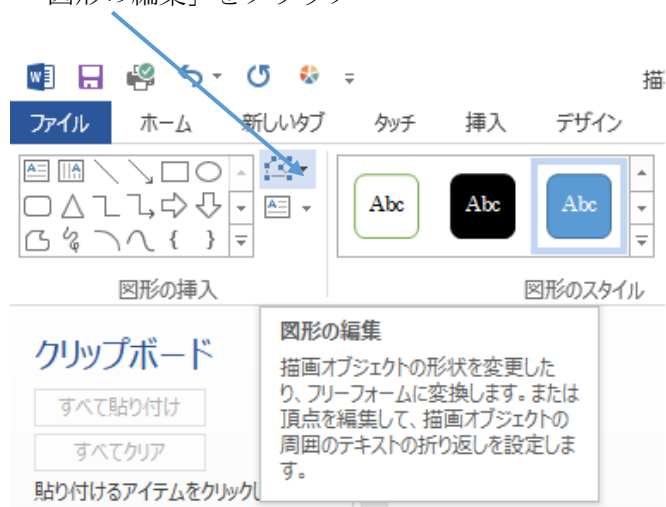 図形の編集」をクリック
描
ファイル ホーム 新しいタブ タッチ 挿入 デザイン
Abc Abc Abc
図形の挿入 図形のスタイル
クリップボード
すべて貼り付け
すべてクリア
貼り付けるアイテムをクリックし
図形の編集
描画オブジェクトの形状を変更した
り、フリーフォームに変換します。または
頂点を編集して、描画オブジェクトの
周囲のテキストの折り返しを設定しま
す。